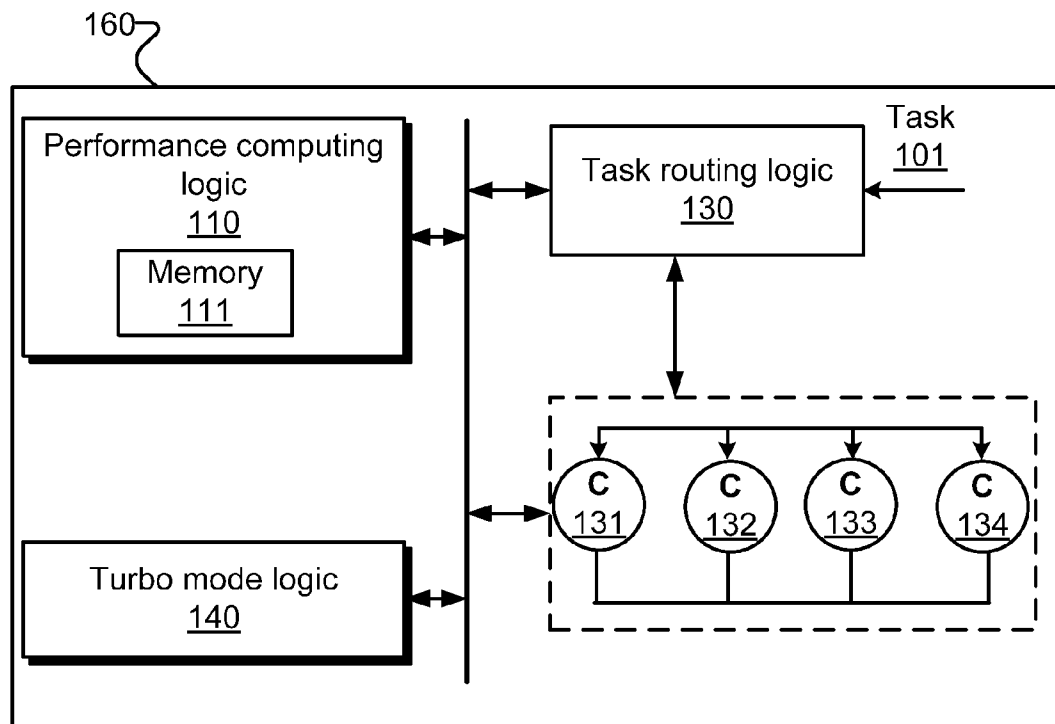 160
Performance computing
logic
110
Memory
111
Task routing logic
130
Task
101
C
131
C
132
C
133
C
134
Turbo mode logic
140